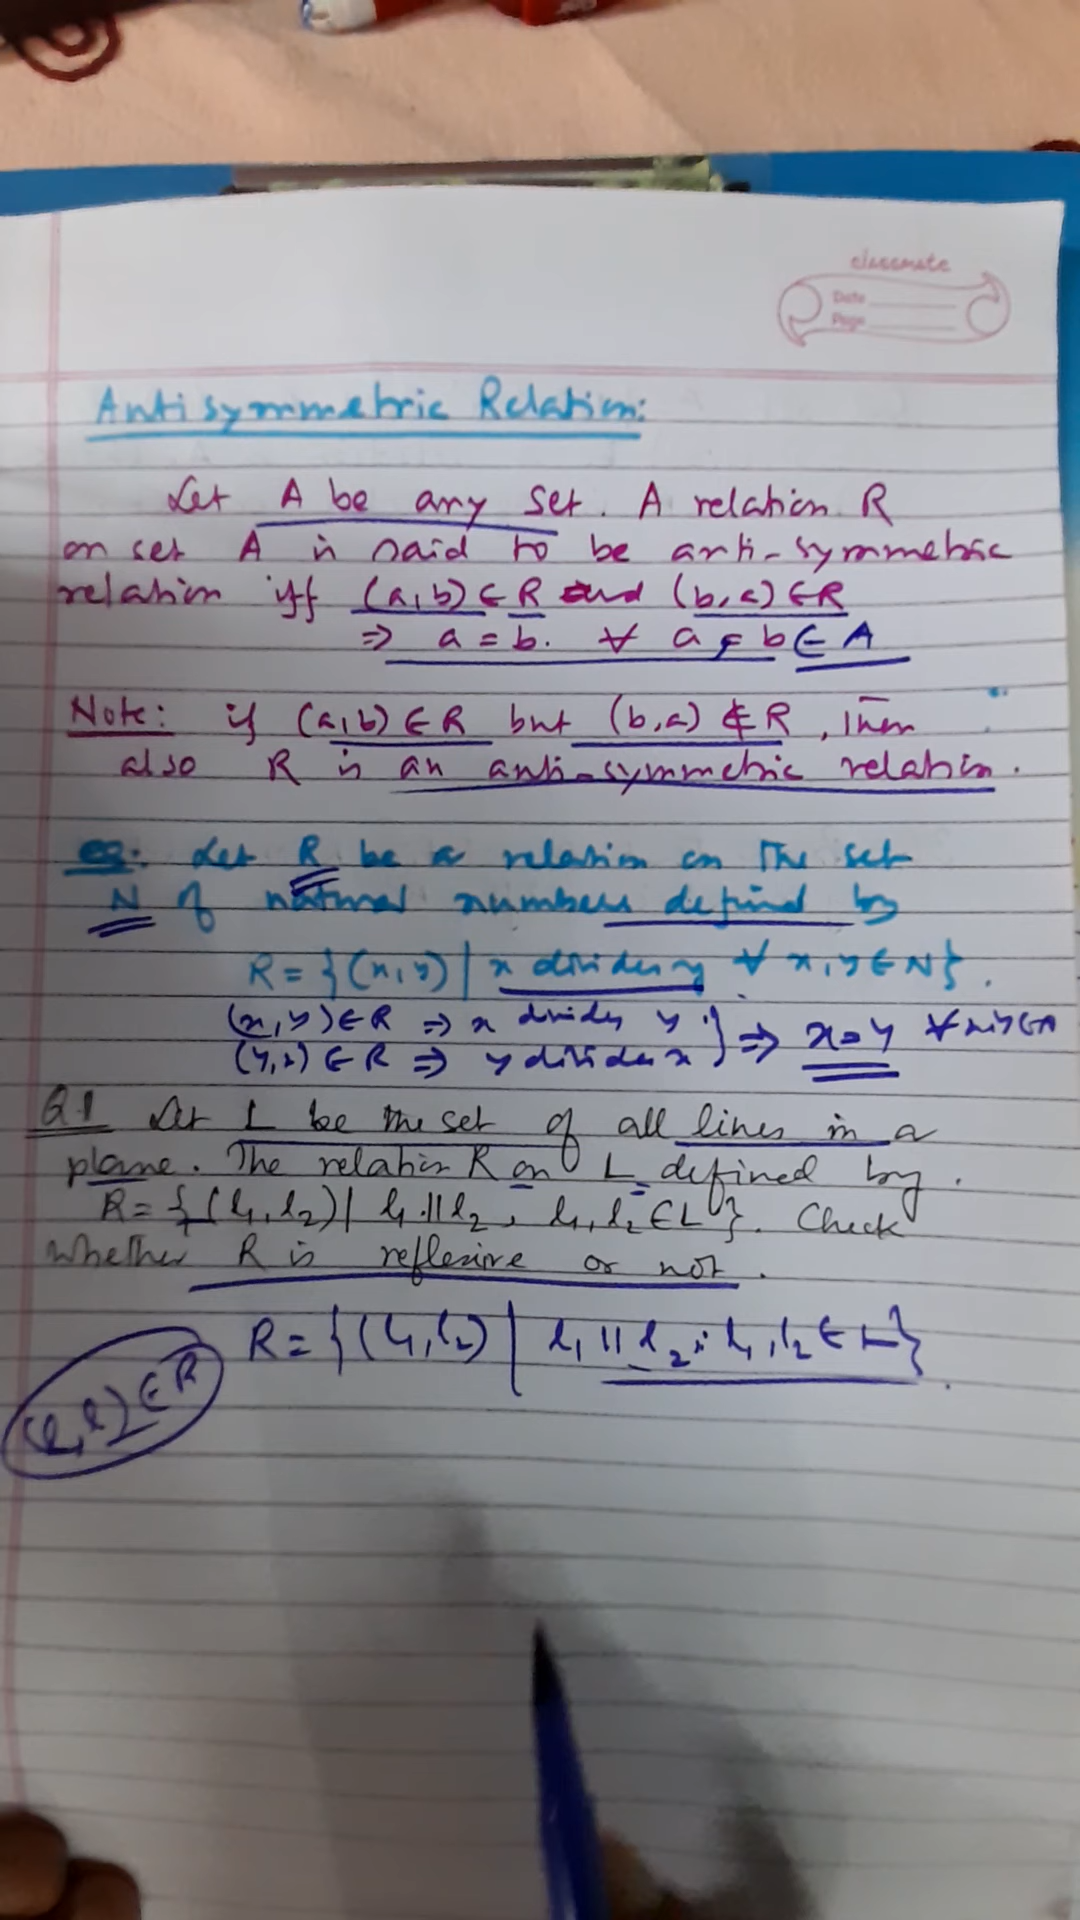 classmate
Date
Page
Antisymmetric Relation:
Let A be any set. A relation R
on set A is said to be anti-symmetric
relation iff (a,b) ∈ R and (b,a) ∈ R
⇒ a = b. ∀ a, b ∈ A
Note: if (a,b) ∈ R but (b,a) ∉ R, then
also R is an anti-symmetric relation.
eg: Let R be a relation on the set
N of natural numbers defined by
R = {(x,y) | x divides y ∀ x,y ∈ N}.
(x,y) ∈ R ⇒ x divides y } ⇒ x = y ∀ x,y ∈ A
(y,x) ∈ R ⇒ y divides x
Q1 Let L be the set of all lines in a
plane. The relation R on L defined by.
R = {(l₁, l₂) | l₁ || l₂, l₁, l₂ ∈ L}. Check
whether R is reflexive or not.
R = {(l₁, l₂) | l₁ || l₂; l₁, l₂ ∈ L}.
(l, l) ∈ R